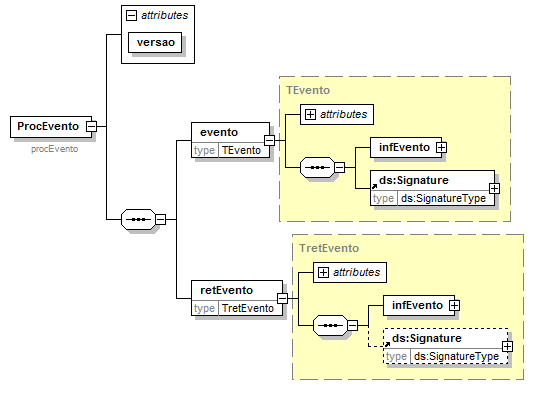 attributes
versao
TEvento
attributes
ProcEvento
procEvento
evento
type TEvento
infEvento
ds:Signature
type ds:SignatureType
TretEvento
attributes
retEvento
type TretEvento
infEvento
ds:Signature
type ds:SignatureType